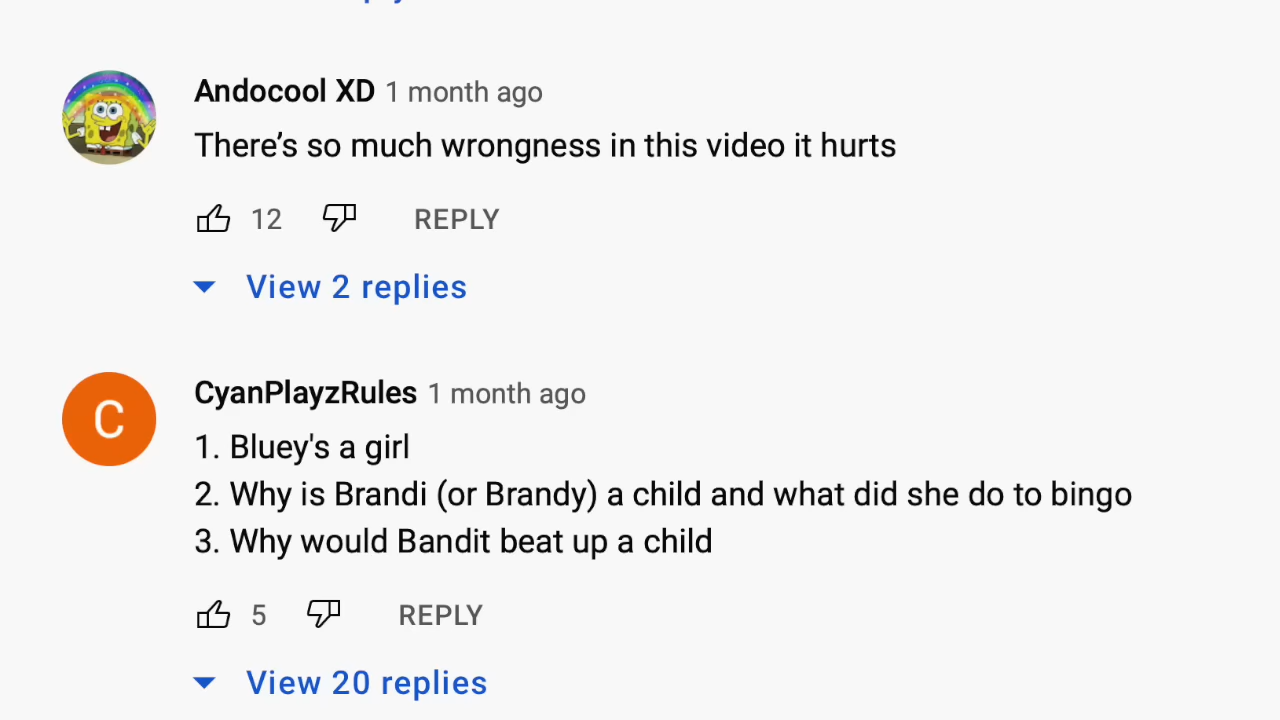 Andocool XD 1 month ago
There's so much wrongness in this video it hurts
12 REPLY
View 2 replies
C
CyanPlayzRules 1 month ago
1. Bluey's a girl
2. Why is Brandi (or Brandy) a child and what did she do to bingo
3. Why would Bandit beat up a child
5 REPLY
View 20 replies